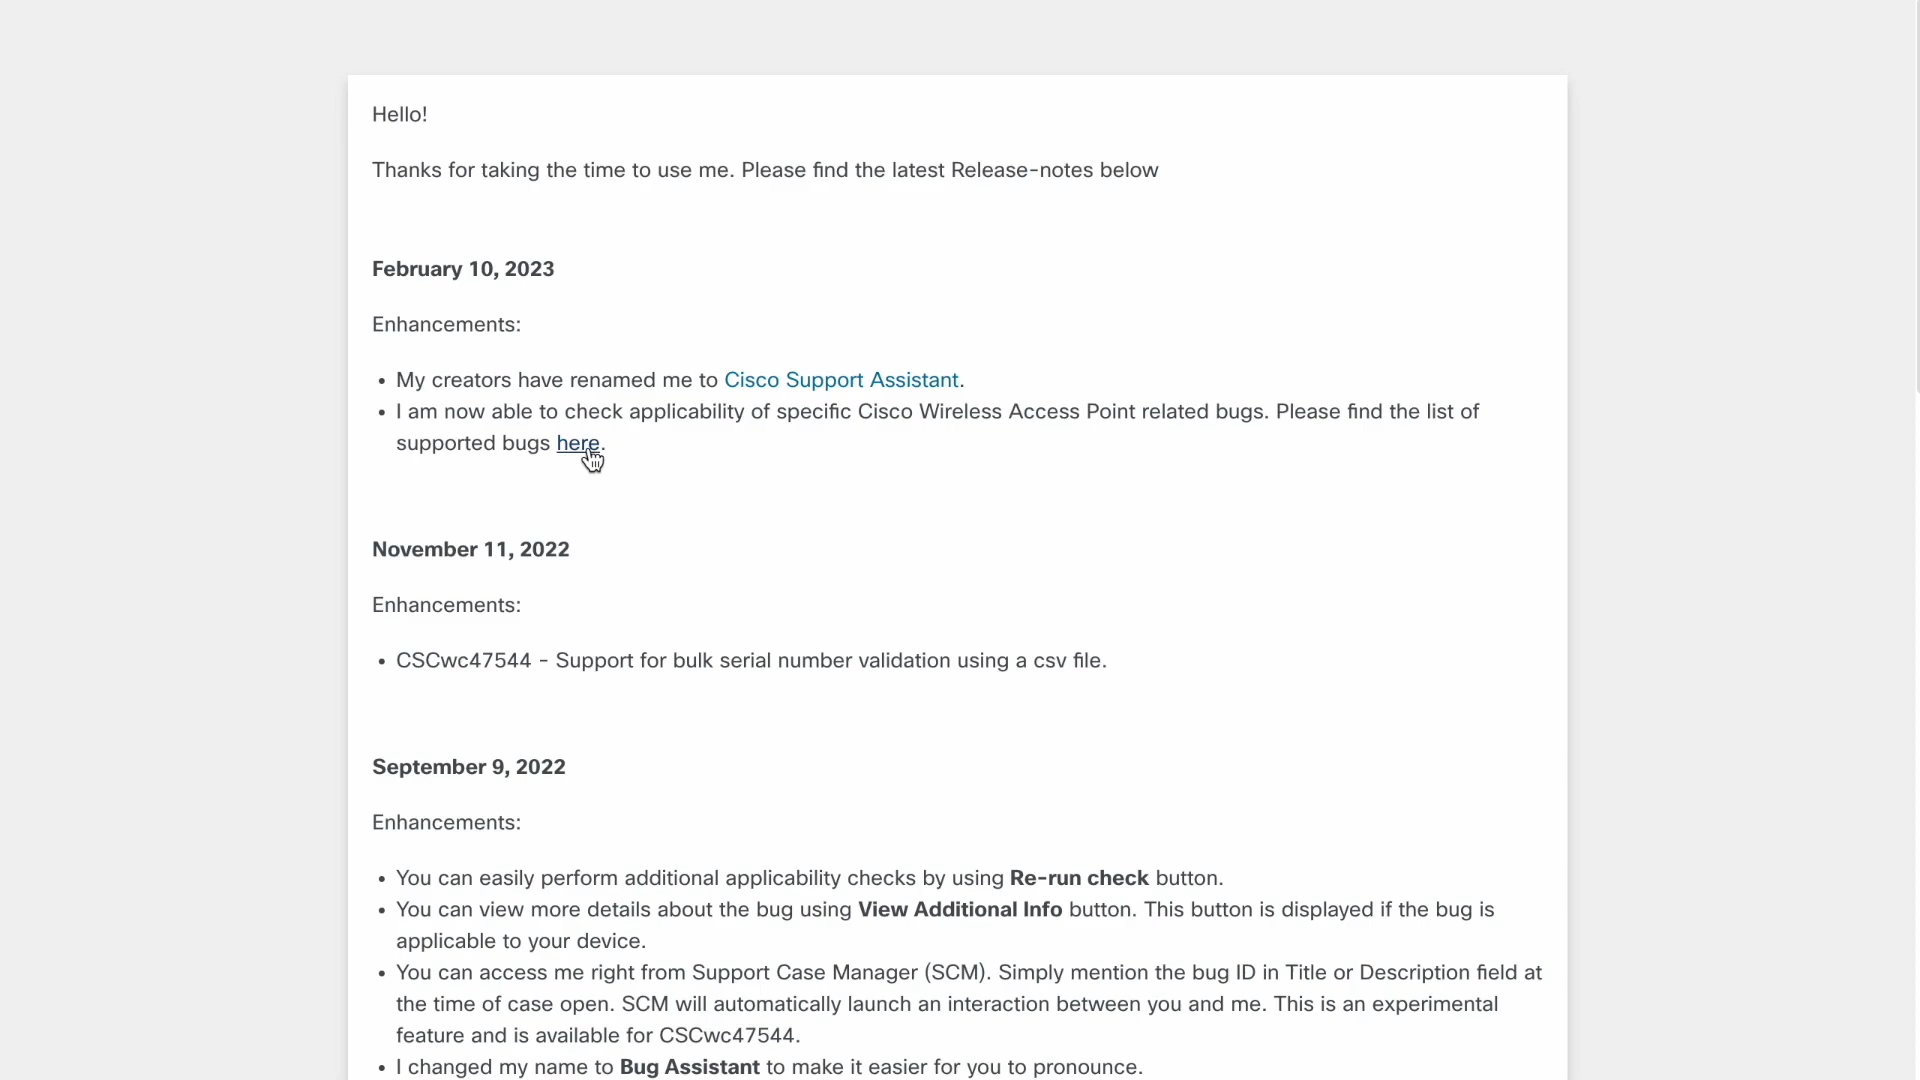 Hello!
Thanks for taking the time to use me. Please find the latest Release-notes below
February 10, 2023
Enhancements:
• My creators have renamed me to Cisco Support Assistant.
• I am now able to check applicability of specific Cisco Wireless Access Point related bugs. Please find the list of
supported bugs here.
November 11, 2022
Enhancements:
• CSCwc47544 - Support for bulk serial number validation using a csv file.
September 9, 2022
Enhancements:
• You can easily perform additional applicability checks by using Re-run check button.
• You can view more details about the bug using View Additional Info button. This button is displayed if the bug is
applicable to your device.
• You can access me right from Support Case Manager (SCM). Simply mention the bug ID in Title or Description field at
the time of case open. SCM will automatically launch an interaction between you and me. This is an experimental
feature and is available for CSCwc47544.
• I changed my name to Bug Assistant to make it easier for you to pronounce.